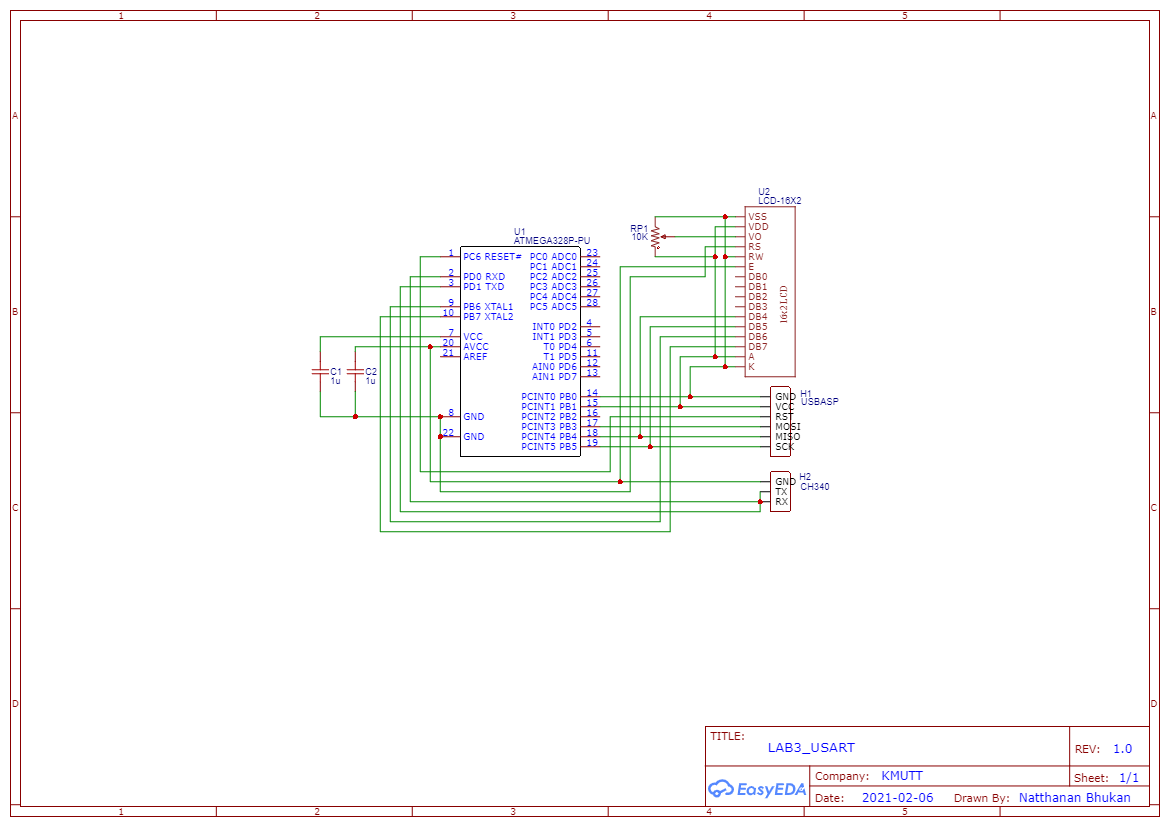 1 2 3 4 5
A A
B B
C C
D D
U1
ATMEGA328P-PU
1 PC6 RESET#
2 PD0 RXD
3 PD1 TXD
9 PB6 XTAL1
10 PB7 XTAL2
7 VCC
20 AVCC
21 AREF
8 GND
22 GND
PC0 ADC0 23
PC1 ADC1 24
PC2 ADC2 25
PC3 ADC3 26
PC4 ADC4 27
PC5 ADC5 28
INT0 PD2 4
INT1 PD3 5
T0 PD4 6
T1 PD5 11
AIN0 PD6 12
AIN1 PD7 13
PCINT0 PB0 14
PCINT1 PB1 15
PCINT2 PB2 16
PCINT3 PB3 17
PCINT4 PB4 18
PCINT5 PB5 19
C1
1u
C2
1u
RP1
10K
U2
LCD-16X2
VSS
VDD
VO
RS
RW
E
DB0
DB1
DB2
DB3
DB4
DB5
DB6
DB7
A
K
16x2 LCD
H1
USBASP
GND
VCC
RST
MOSI
MISO
SCK
H2
CH340
GND
TX
RX
TITLE:
LAB3_USART
REV: 1.0
EasyEDA
Company: KMUTT
Sheet: 1/1
Date: 2021-02-06 Drawn By: Natthanan Bhukan
1 2 3 4 5